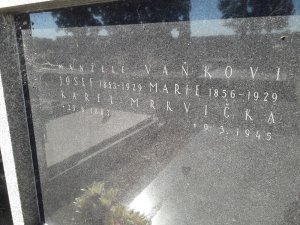 MANŽELÉ VAŇKOVI
JOSEF 1853-1929 MARIE 1856-1929
KAREL MRKVIČKA
† 9.3.1945